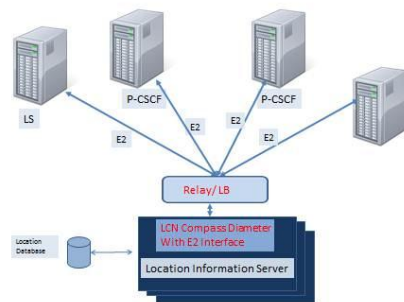 P-CSCF
P-CSCF
LS
E2
E2
E2
E2
Relay/ LB
LCN Compass Diameter
With E2 Interface
Location
Database
Location Information Server